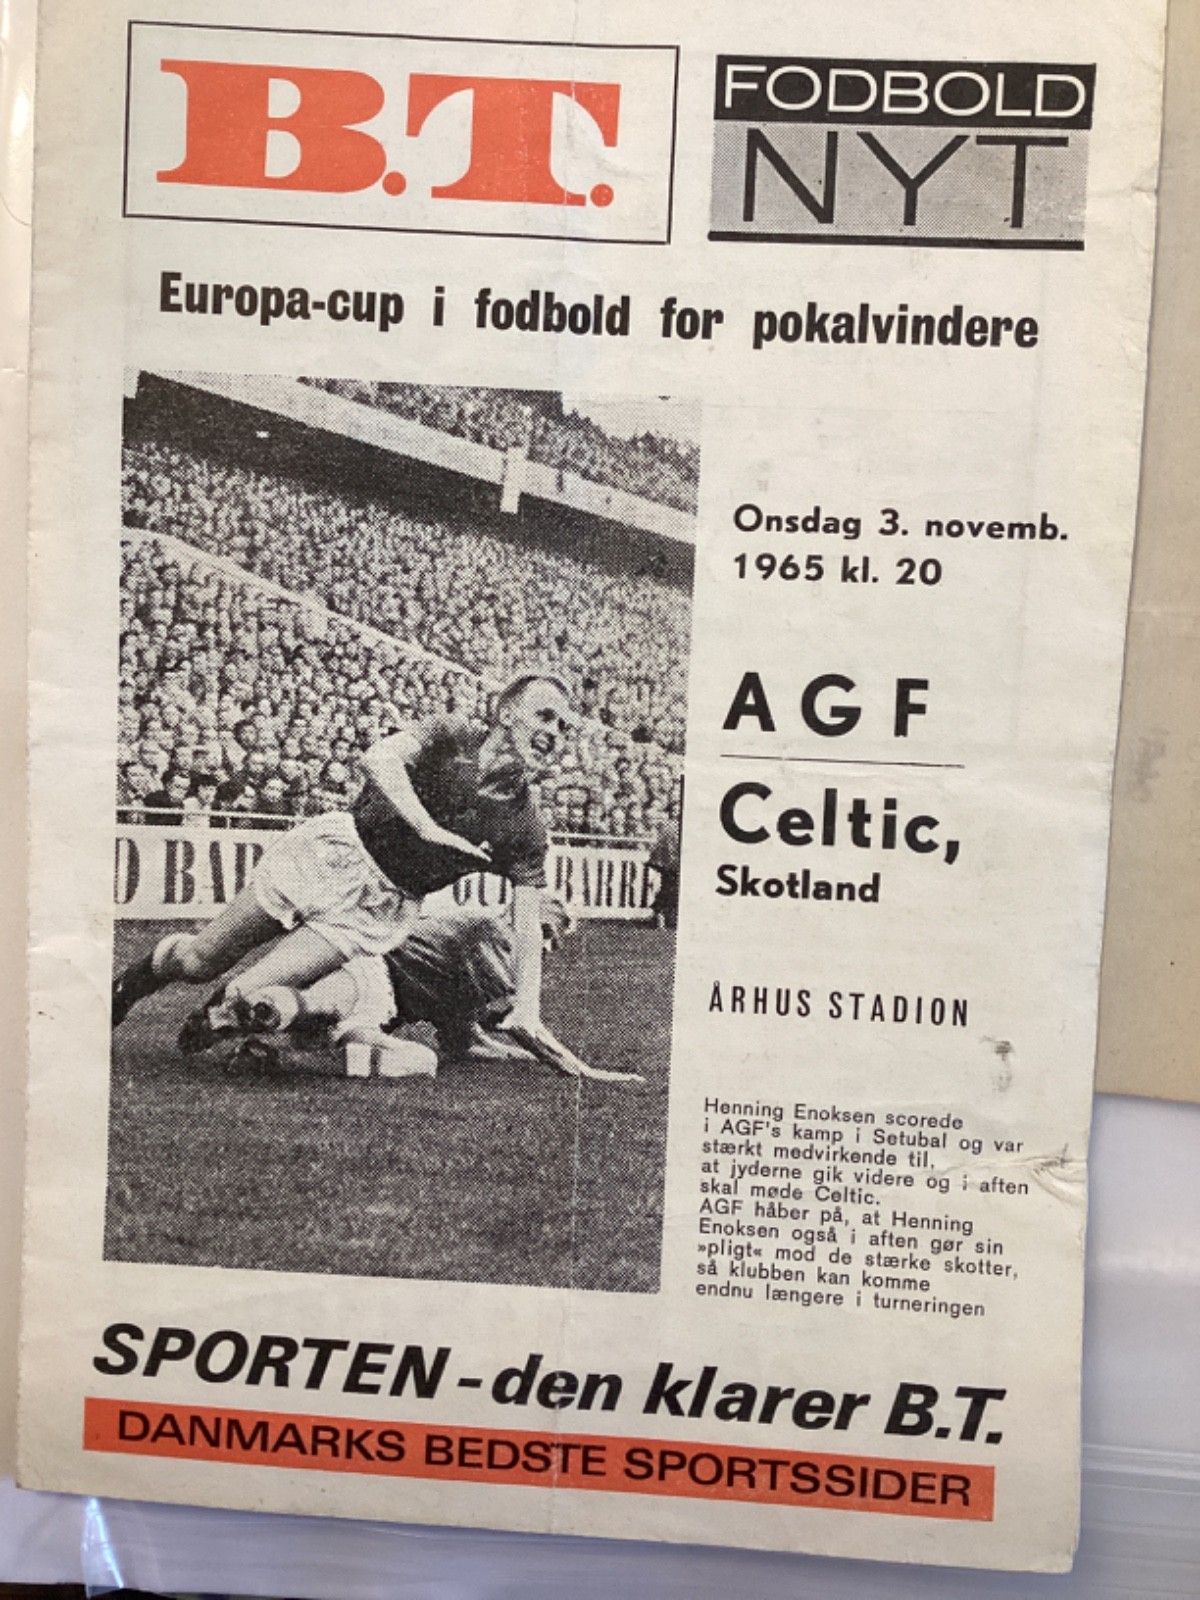 B.T.
FODBOLD
NYT
Europa-cup i fodbold for pokalvindere
Onsdag 3. novemb.
1965 kl. 20
AGF
Celtic,
Skotland
ÅRHUS STADION
BARRE
Henning Enoksen scorede
i AGF's kamp i Setubal og var
stærkt medvirkende til,
at jyderne gik videre og i aften
skal møde Celtic.
AGF håber på, at Henning
Enoksen også i aften gør sin
»pligt« mod de stærke skotter,
så klubben kan komme
endnu længere i turneringen
SPORTEN - den klarer B.T.
DANMARKS BEDSTE SPORTSSIDER